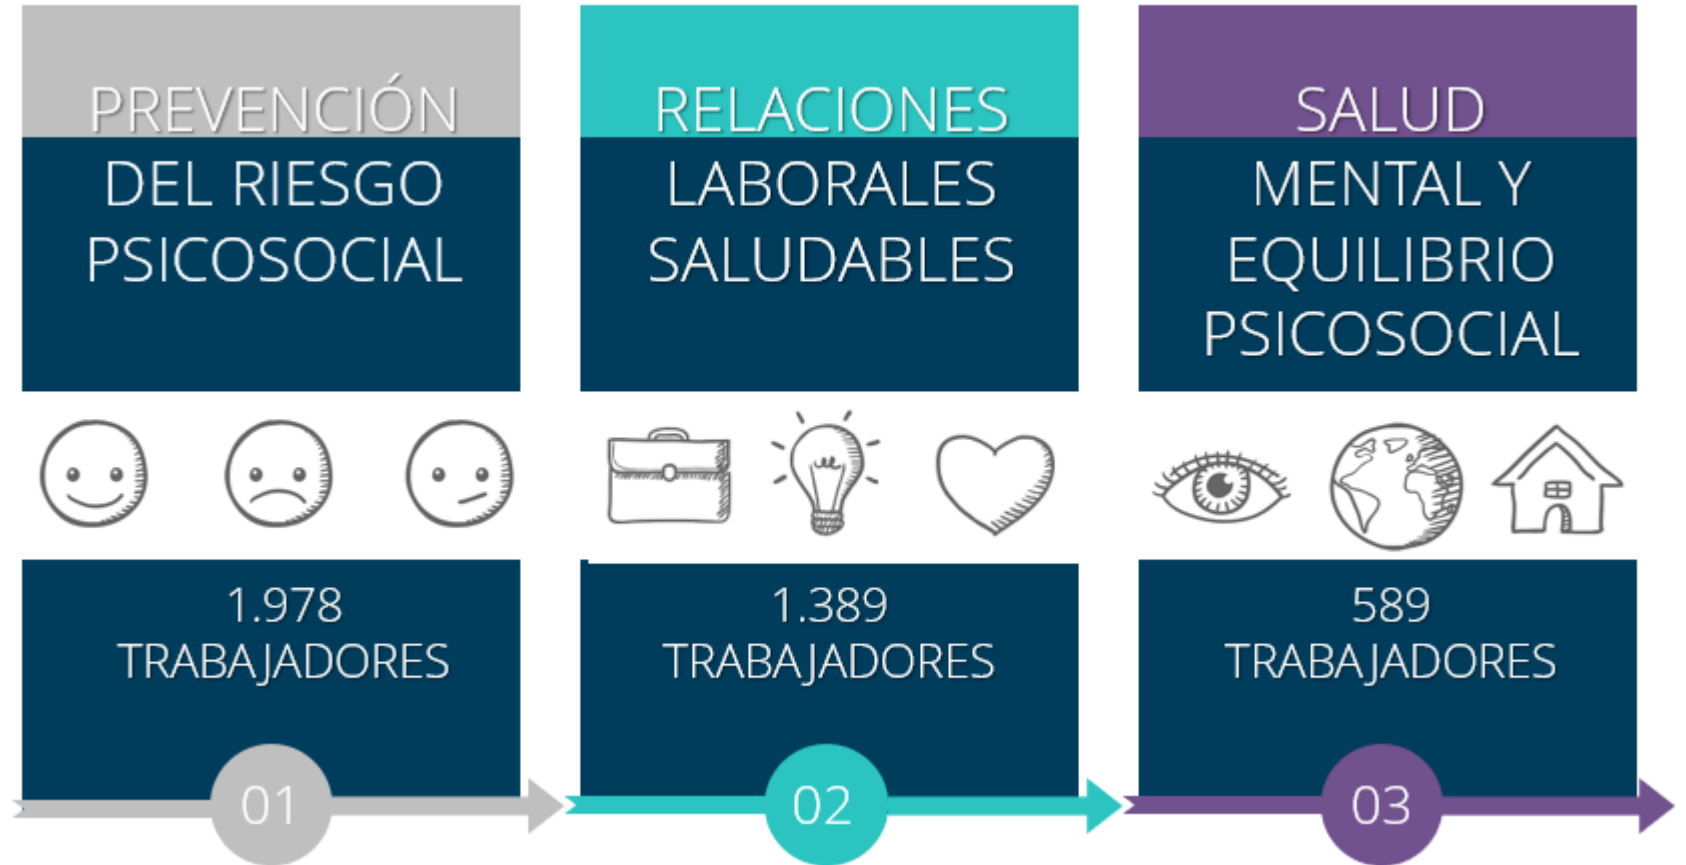 PREVENCIÓN
DEL RIESGO
PSICOSOCIAL
1.978
TRABAJADORES
01
RELACIONES
LABORALES
SALUDABLES
1.389
TRABAJADORES
02
SALUD
MENTAL Y
EQUILIBRIO
PSICOSOCIAL
589
TRABAJADORES
03